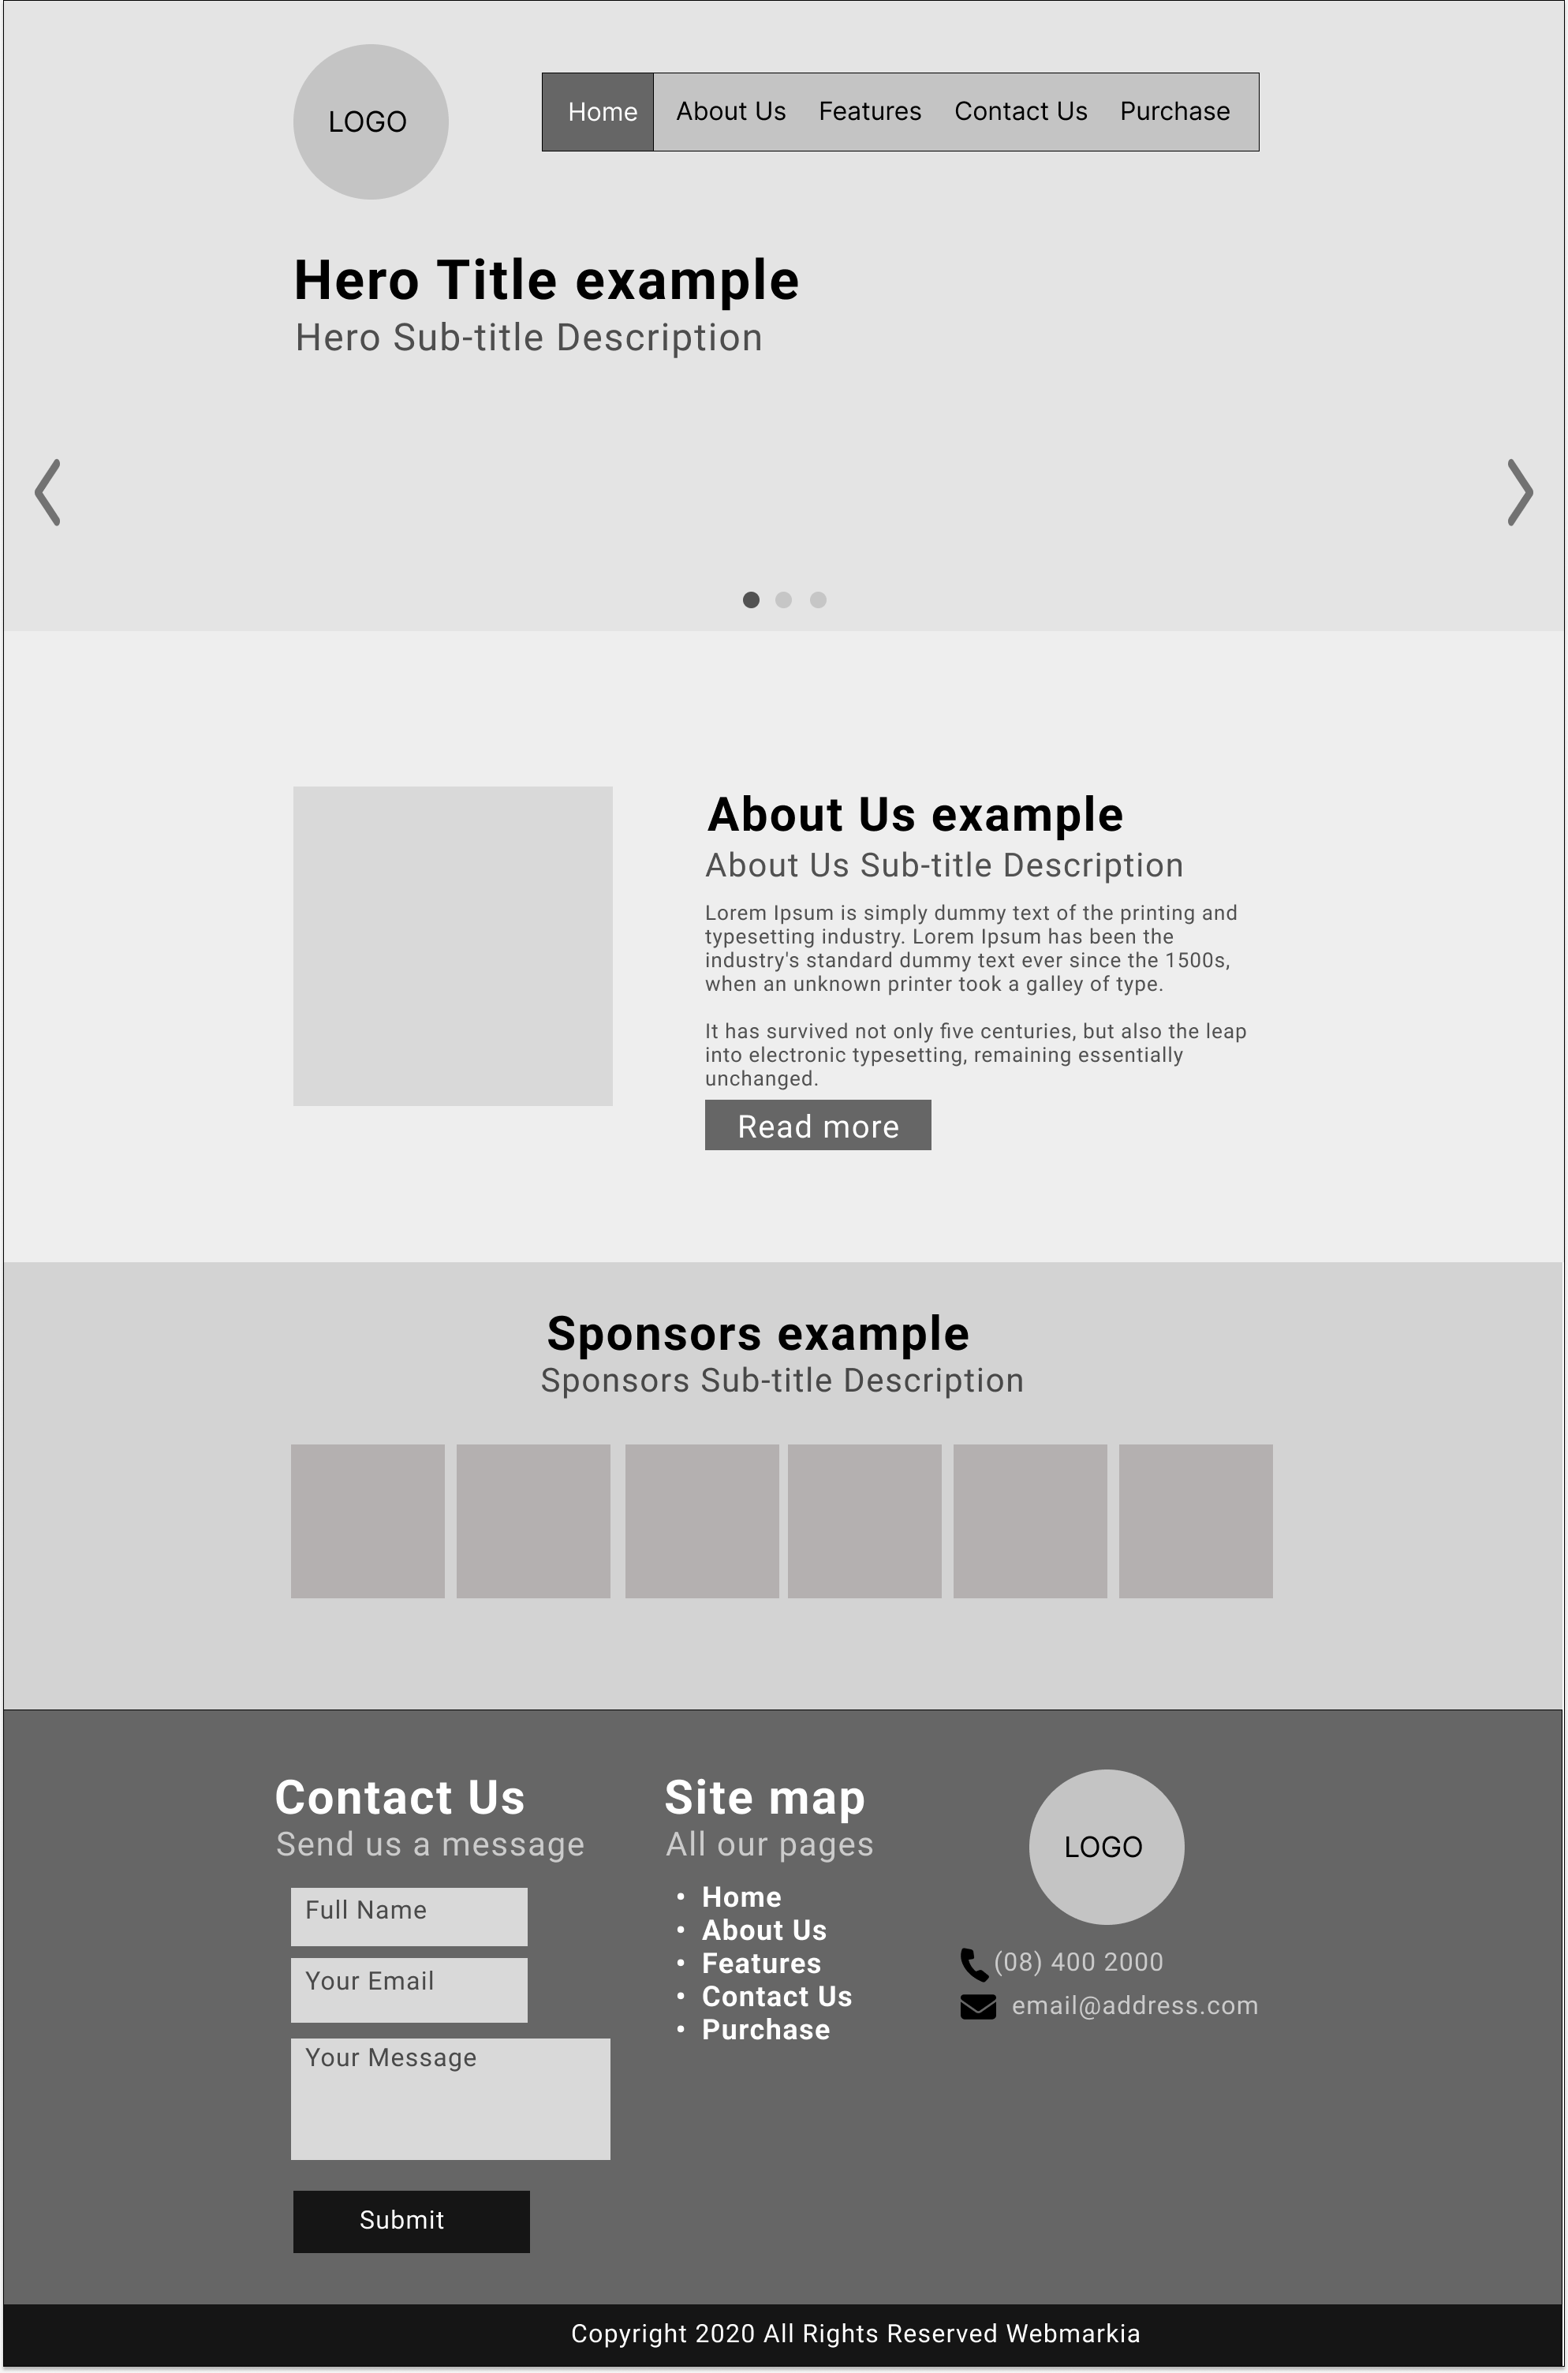 LOGO
Home
About Us
Features
Contact Us
Purchase
Hero Title example
Hero Sub-title Description
About Us example
About Us Sub-title Description
Lorem Ipsum is simply dummy text of the printing and
typesetting industry. Lorem Ipsum has been the
industry's standard dummy text ever since the 1500s,
when an unknown printer took a galley of type.
It has survived not only five centuries, but also the leap
into electronic typesetting, remaining essentially
unchanged.
Read more
Sponsors example
Sponsors Sub-title Description
Contact Us
Send us a message
Full Name
Your Email
Your Message
Submit
Site map
All our pages
• Home
• About Us
• Features
• Contact Us
• Purchase
LOGO
(08) 400 2000
email@address.com
Copyright 2020 All Rights Reserved Webmarkia